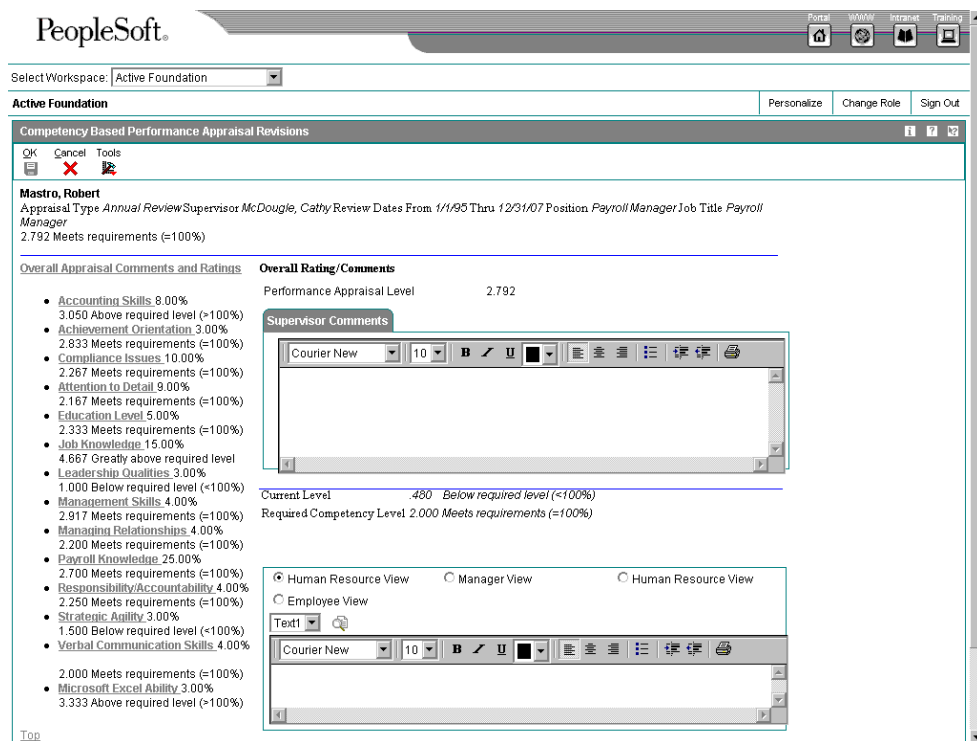 Portal WWW Intranet Training
PeopleSoft.
Select Workspace: Active Foundation
Active Foundation Personalize Change Role Sign Out
Competency Based Performance Appraisal Revisions i ? ?
OK Cancel Tools
Mastro, Robert
Appraisal Type Annual Review Supervisor McDougle, Cathy Review Dates From 1/1/95 Thru 12/31/07 Position Payroll Manager Job Title Payroll
Manager
2.792 Meets requirements (=100%)
Overall Appraisal Comments and Ratings
• Accounting Skills 8.00%
3.050 Above required level (>100%)
• Achievement Orientation 3.00%
2.833 Meets requirements (=100%)
• Compliance Issues 10.00%
2.267 Meets requirements (=100%)
• Attention to Detail 9.00%
2.167 Meets requirements (=100%)
• Education Level 5.00%
2.333 Meets requirements (=100%)
• Job Knowledge 15.00%
4.667 Greatly above required level
• Leadership Qualities 3.00%
1.000 Below required level (<100%)
• Management Skills 4.00%
2.917 Meets requirements (=100%)
• Managing Relationships 4.00%
2.200 Meets requirements (=100%)
• Payroll Knowledge 25.00%
2.700 Meets requirements (=100%)
• Responsibility/Accountability 4.00%
2.250 Meets requirements (=100%)
• Strategic Agility 3.00%
1.500 Below required level (<100%)
• Verbal Communication Skills 4.00%
2.000 Meets requirements (=100%)
• Microsoft Excel Ability 3.00%
3.333 Above required level (>100%)
Top
Overall Rating/Comments
Performance Appraisal Level 2.792
Supervisor Comments
Courier New 10 B I U
Current Level .480 Below required level (<100%)
Required Competency Level 2.000 Meets requirements (=100%)
Human Resource View Manager View Human Resource View
Employee View
Text1
Courier New 10 B I U